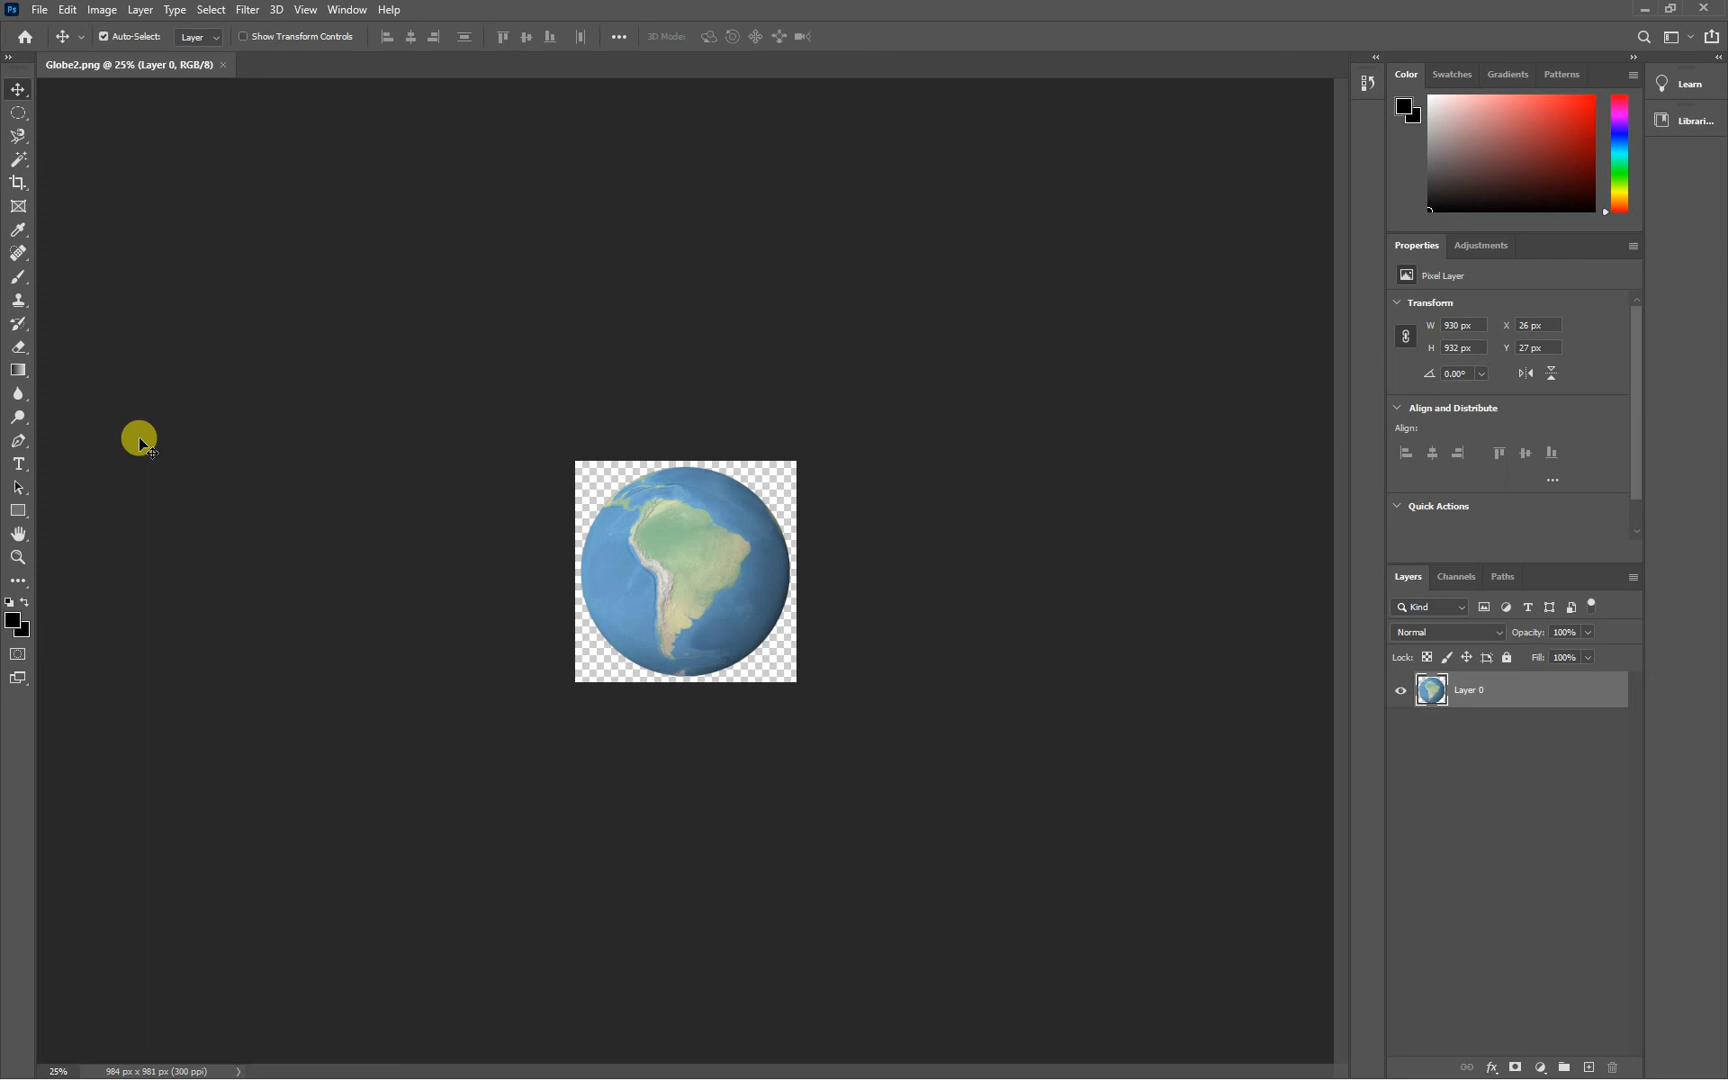 Ps File Edit Image Layer Type Select Filter 3D View Window Help
Auto-Select: Layer Show Transform Controls 3D Mode:
Globe2.png @ 25% (Layer 0, RGB/8) ×
Color Swatches Gradients Patterns
Learn
Librari...
Properties Adjustments
Pixel Layer
Transform
W 930 px X 26 px
H 932 px Y 27 px
0.00°
Align and Distribute
Align:
Quick Actions
Layers Channels Paths
Kind
Normal Opacity: 100%
Lock: Fill: 100%
Layer 0
25% 984 px x 981 px (300 ppi)